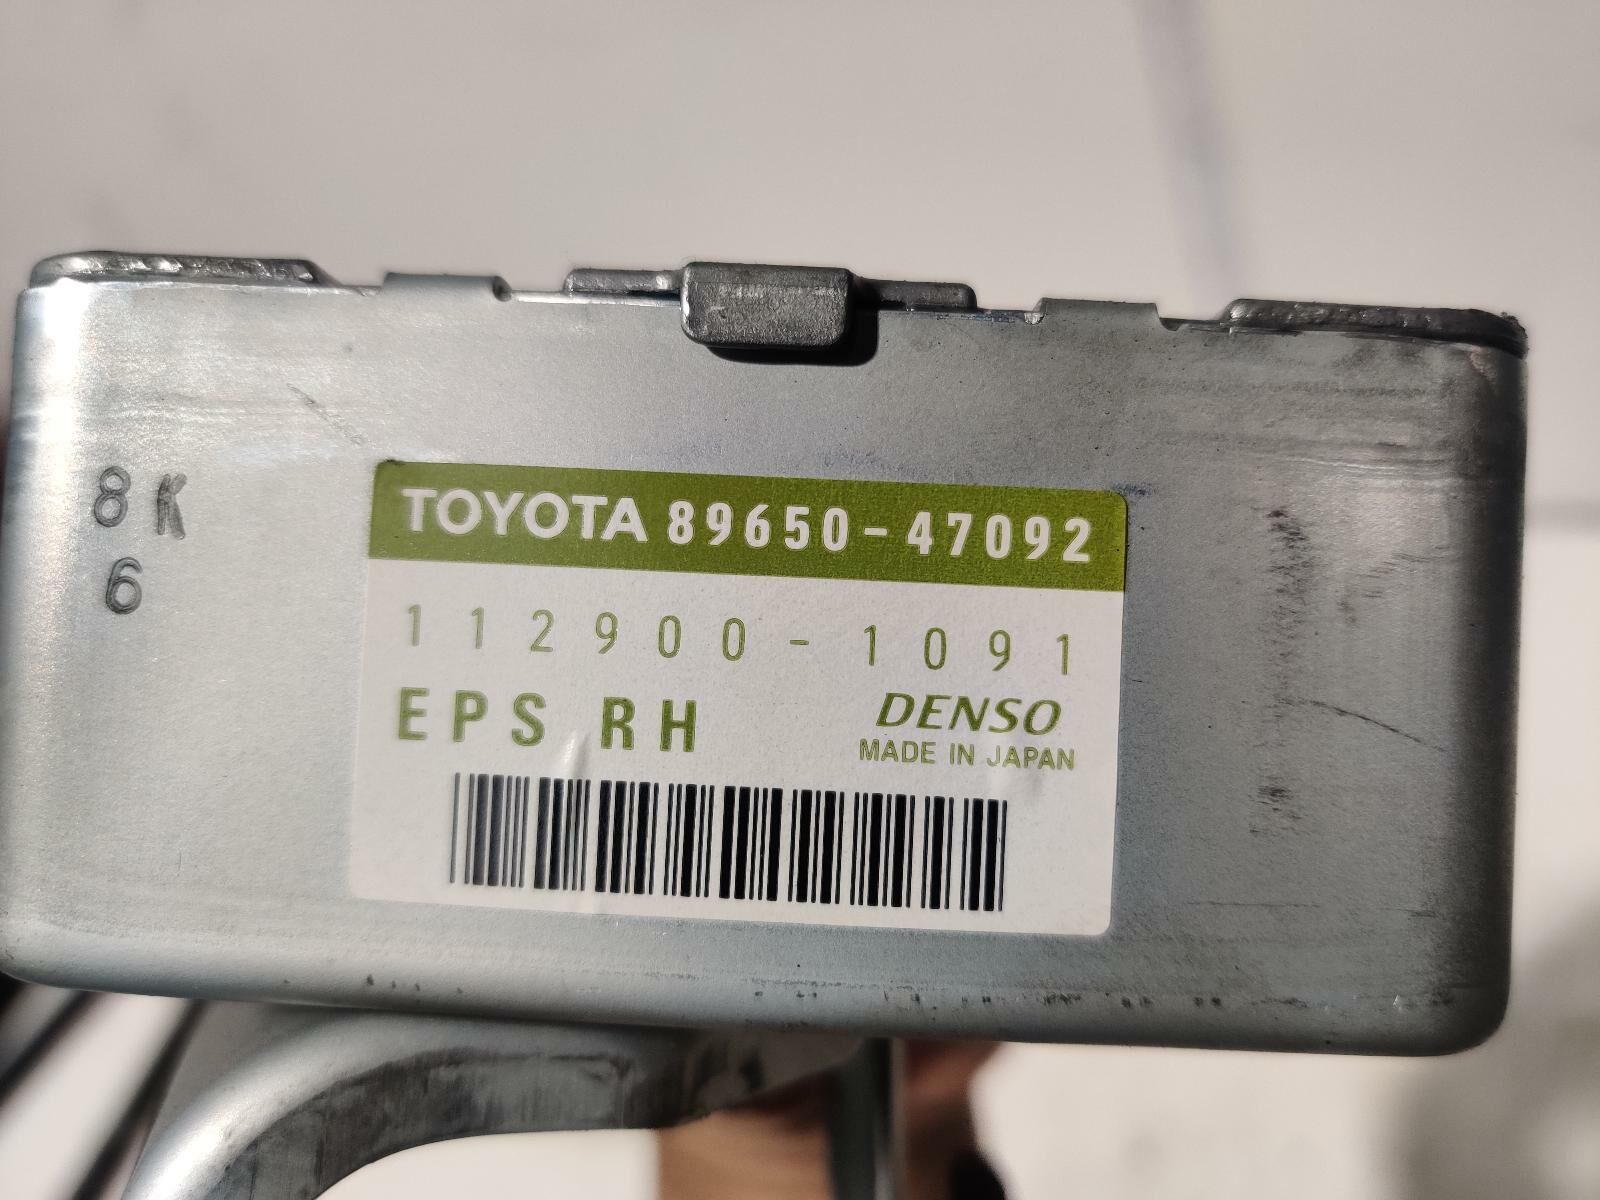 8K
6
TOYOTA 89650-47092
112900-1091
EPS RH
DENSO
MADE IN JAPAN